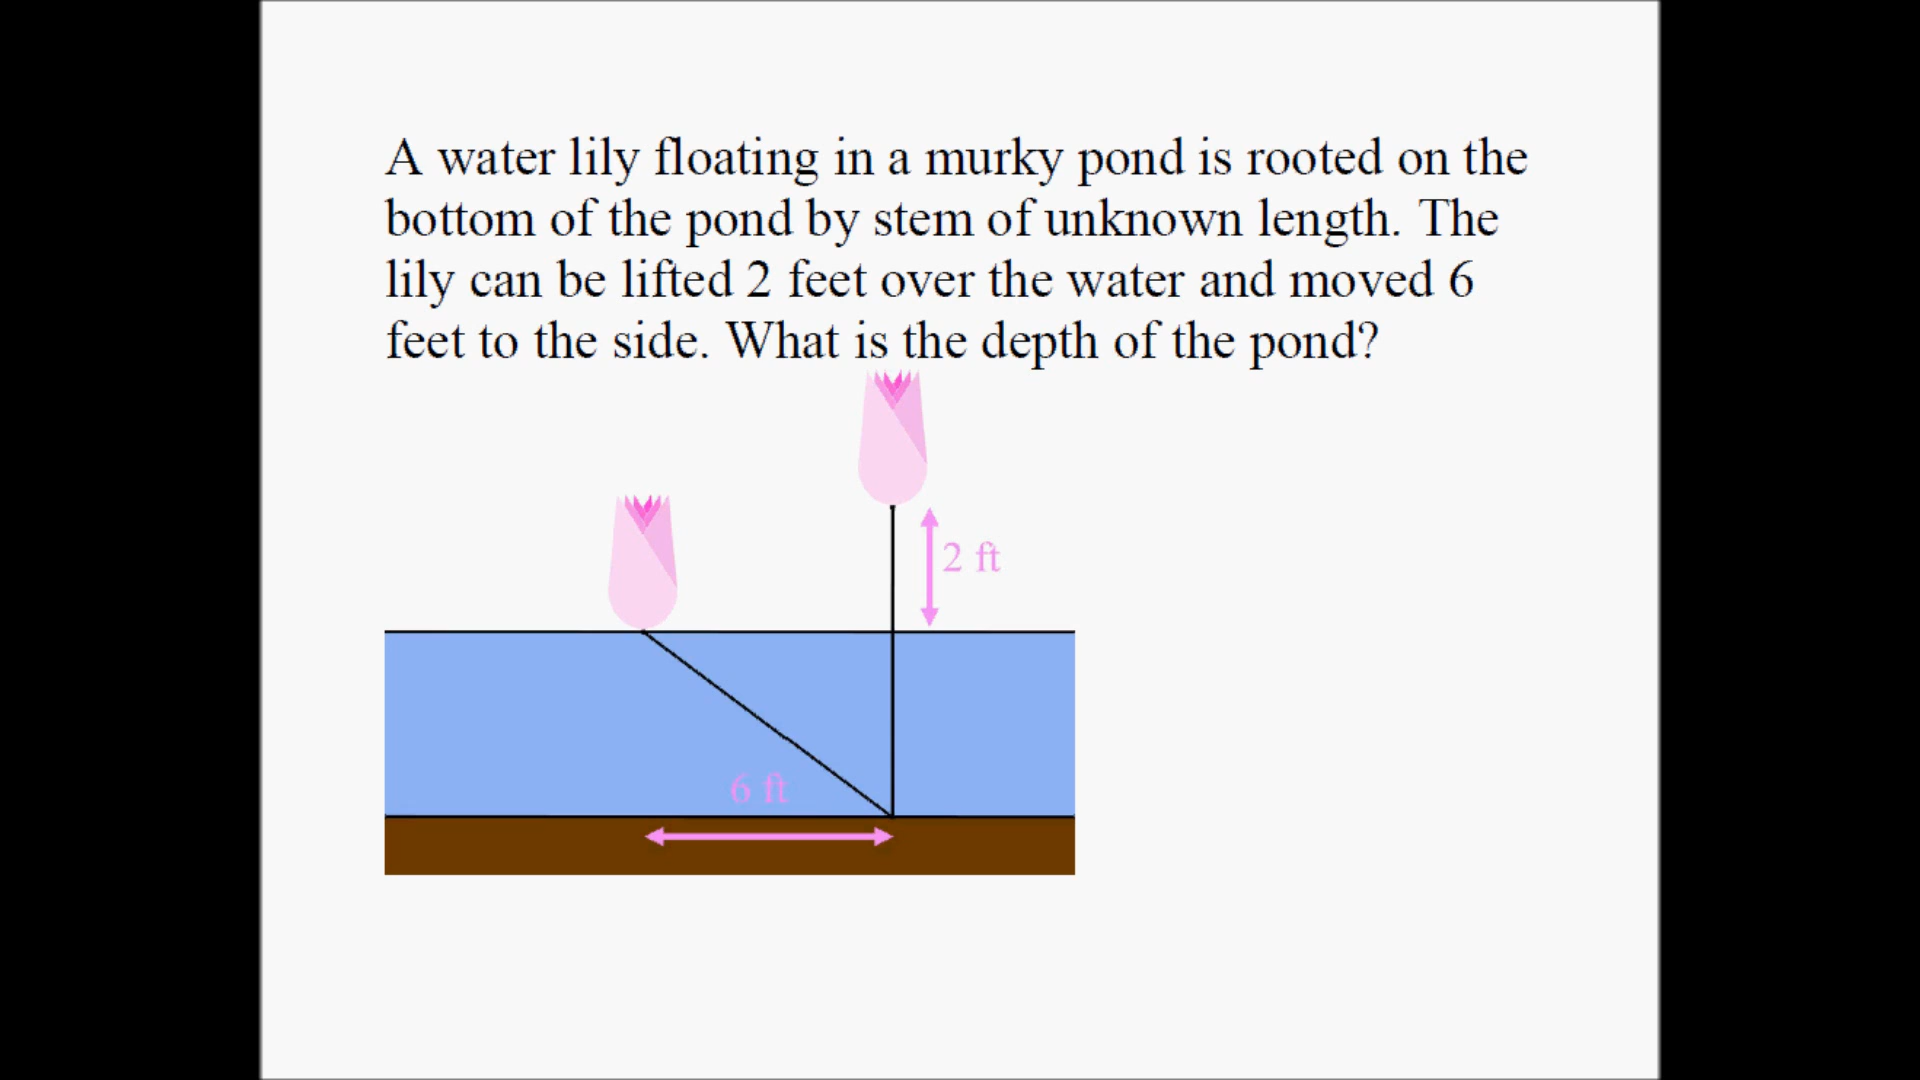 A water lily floating in a murky pond is rooted on the
bottom of the pond by stem of unknown length. The
lily can be lifted 2 feet over the water and moved 6
feet to the side. What is the depth of the pond?
2 ft
6 ft